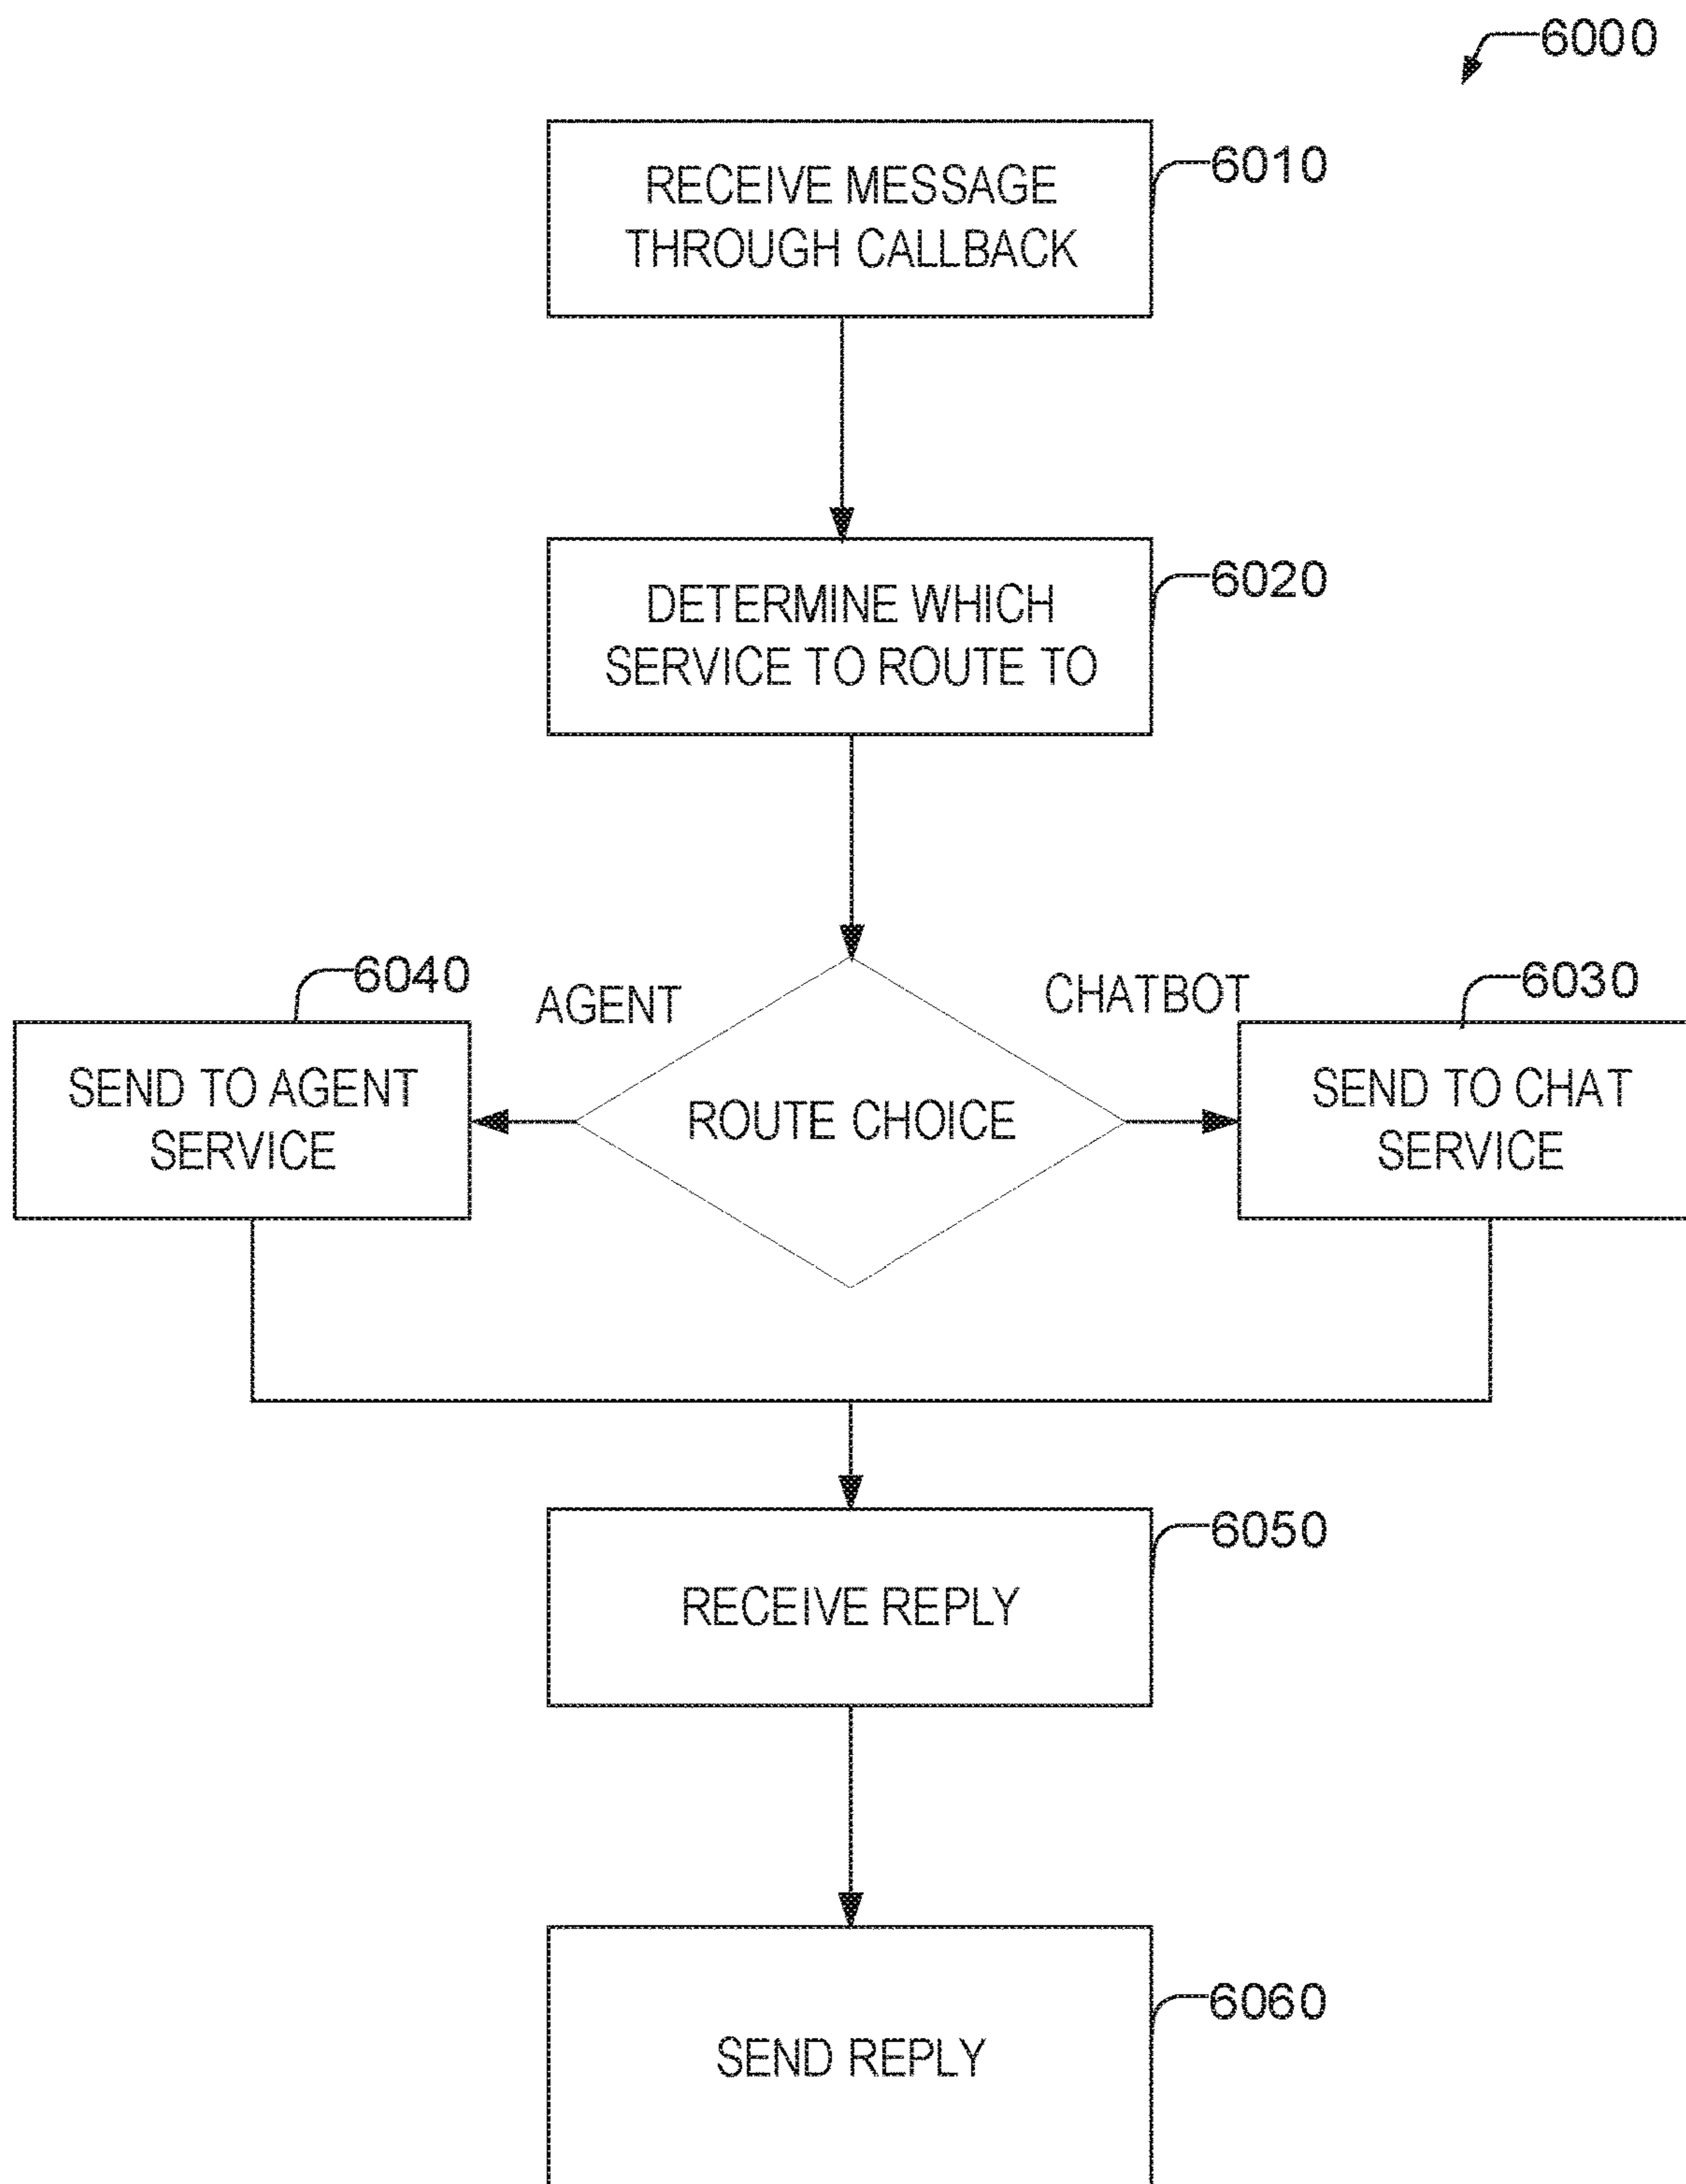 6000
RECEIVE MESSAGE
THROUGH CALLBACK
6010
DETERMINE WHICH
SERVICE TO ROUTE TO
6020
6040
AGENT
CHATBOT
6030
SEND TO AGENT
SERVICE
ROUTE CHOICE
SEND TO CHAT
SERVICE
6050
RECEIVE REPLY
6060
SEND REPLY